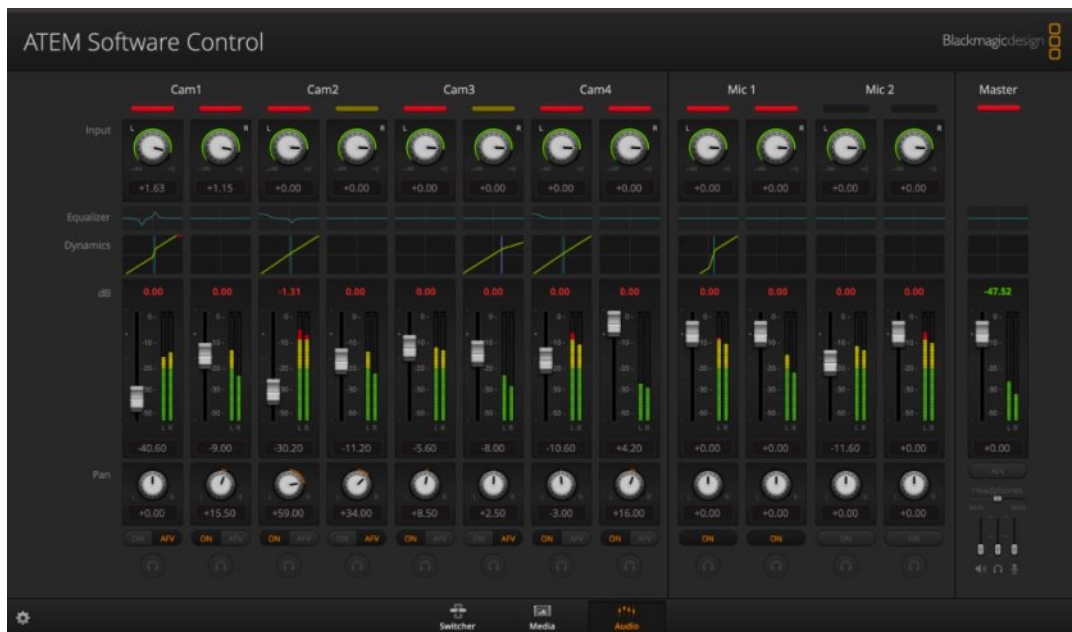 ATEM Software Control
Blackmagicdesign
Cam1 Cam2 Cam3 Cam4 Mic 1 Mic 2 Master
Input
L R L R L R L R L R L R
+1.63 +1.15 +0.00 +0.00 +0.00 +0.00 +0.00 +0.00 +0.00 +0.00 +0.00 +0.00
Equalizer
Dynamics
dB 0.00 0.00 -1.31 0.00 0.00 0.00 0.00 0.00 0.00 0.00 0.00 0.00 -47.52
-40.60 -9.00 -30.20 -11.20 -5.60 -8.00 -10.60 +4.20 +0.00 +0.00 -11.60 +0.00 +0.00
Pan
+0.00 +15.50 +59.00 +34.00 +8.50 +2.50 -3.00 +16.00 +0.00 +0.00 +0.00 +0.00
AFV
Headphones
ON AFV ON AFV ON AFV ON AFV ON AFV ON AFV ON AFV ON AFV ON ON ON ON
Switcher Media Audio